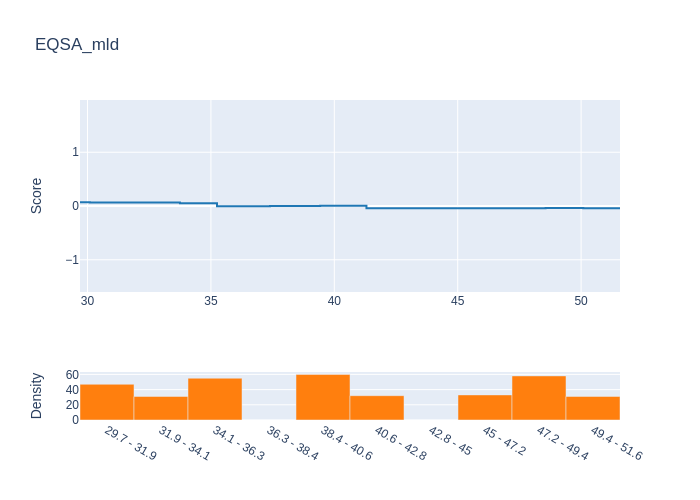 EQSA_mld
Score
1
0
−1
30
35
40
45
50
Density
60
40
20
0
29.7 - 31.9
31.9 - 34.1
34.1 - 36.3
36.3 - 38.4
38.4 - 40.6
40.6 - 42.8
42.8 - 45
45 - 47.2
47.2 - 49.4
49.4 - 51.6